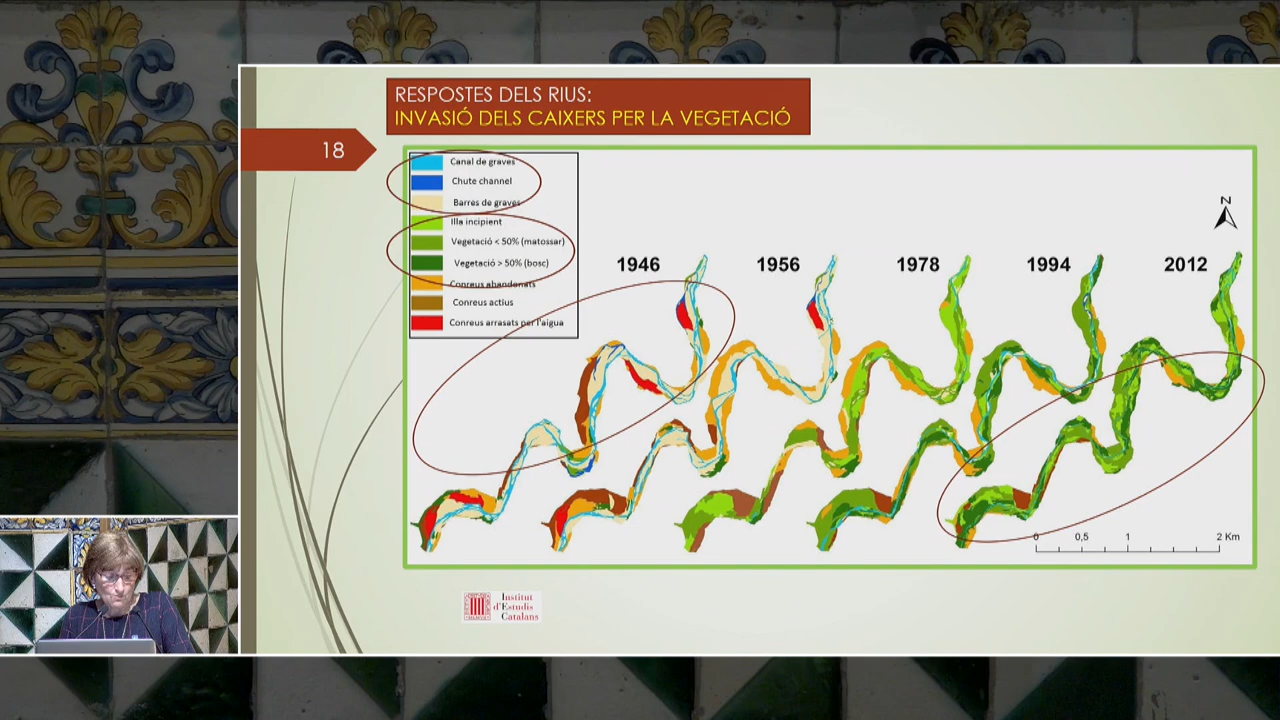 RESPOSTES DELS RIUS:
INVASIÓ DELS CAIXERS PER LA VEGETACIÓ
18
Canal de graves
Chute channel
Barres de graves
Illa incipient
Vegetació < 50% (matossar)
Vegetació > 50% (bosc)
Conreus abandonats
Conreus actius
Conreus arrasats per l'aigua
N
1946
1956
1978
1994
2012
0
0,5
1
2 Km
Institut
d'Estudis
Catalans